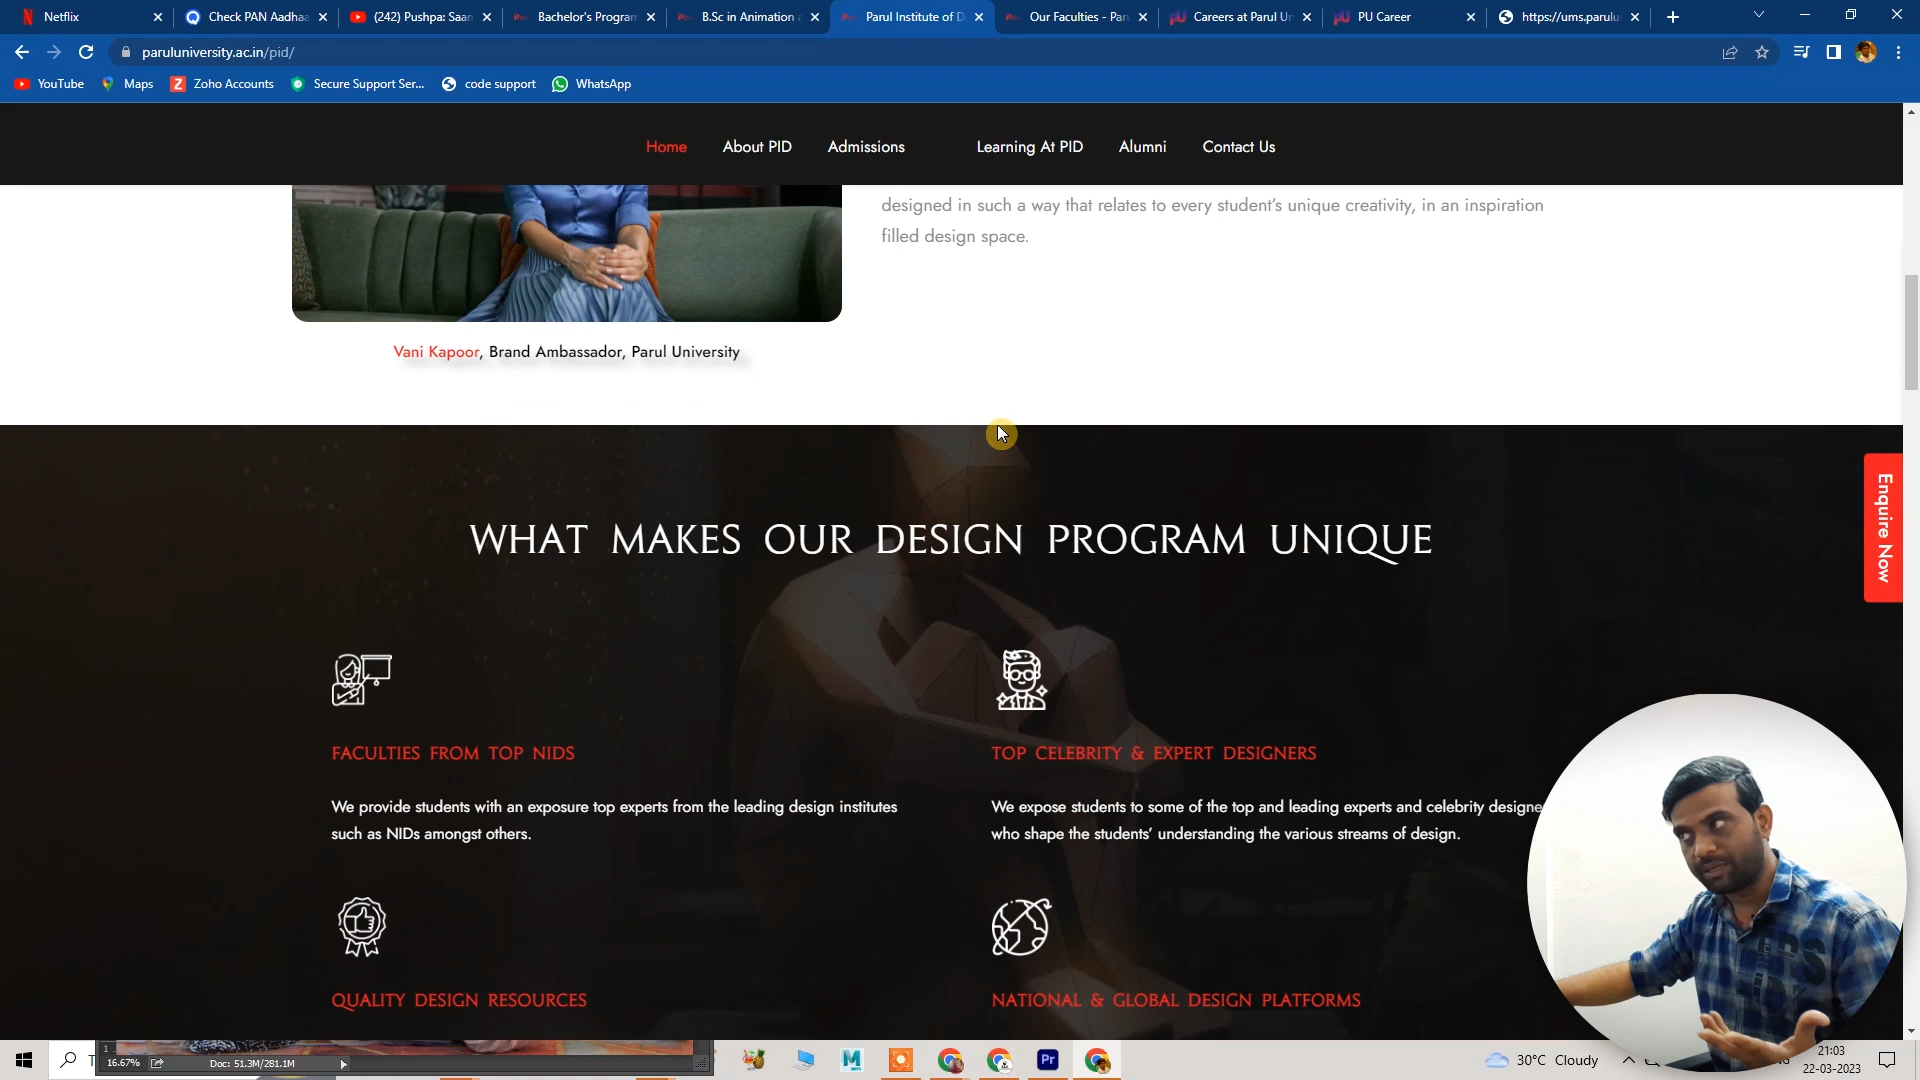 Netflix
Check PAN Aadhaa
(242) Pushpa: Saan
Bachelor's Program
B.Sc in Animation a
Parul Institute of D
Our Faculties - Par
Careers at Parul Un
PU Career
https://ums.parulu
paruluniversity.ac.in/pid/
YouTube
Maps
Zoho Accounts
Secure Support Ser...
code support
WhatsApp
Home
About PID
Admissions
Learning At PID
Alumni
Contact Us
designed in such a way that relates to every student's unique creativity, in an inspiration
filled design space.
Vani Kapoor, Brand Ambassador, Parul University
WHAT MAKES OUR DESIGN PROGRAM UNIQUE
Enquire Now
FACULTIES FROM TOP NIDS
TOP CELEBRITY & EXPERT DESIGNERS
We provide students with an exposure top experts from the leading design institutes
such as NIDs amongst others.
We expose students to some of the top and leading experts and celebrity designe
who shape the students' understanding the various streams of design.
QUALITY DESIGN RESOURCES
NATIONAL & GLOBAL DESIGN PLATFORMS
1
16.67%
Doc: 51.3M/281.1M
30°C Cloudy
21:03
22-03-2023